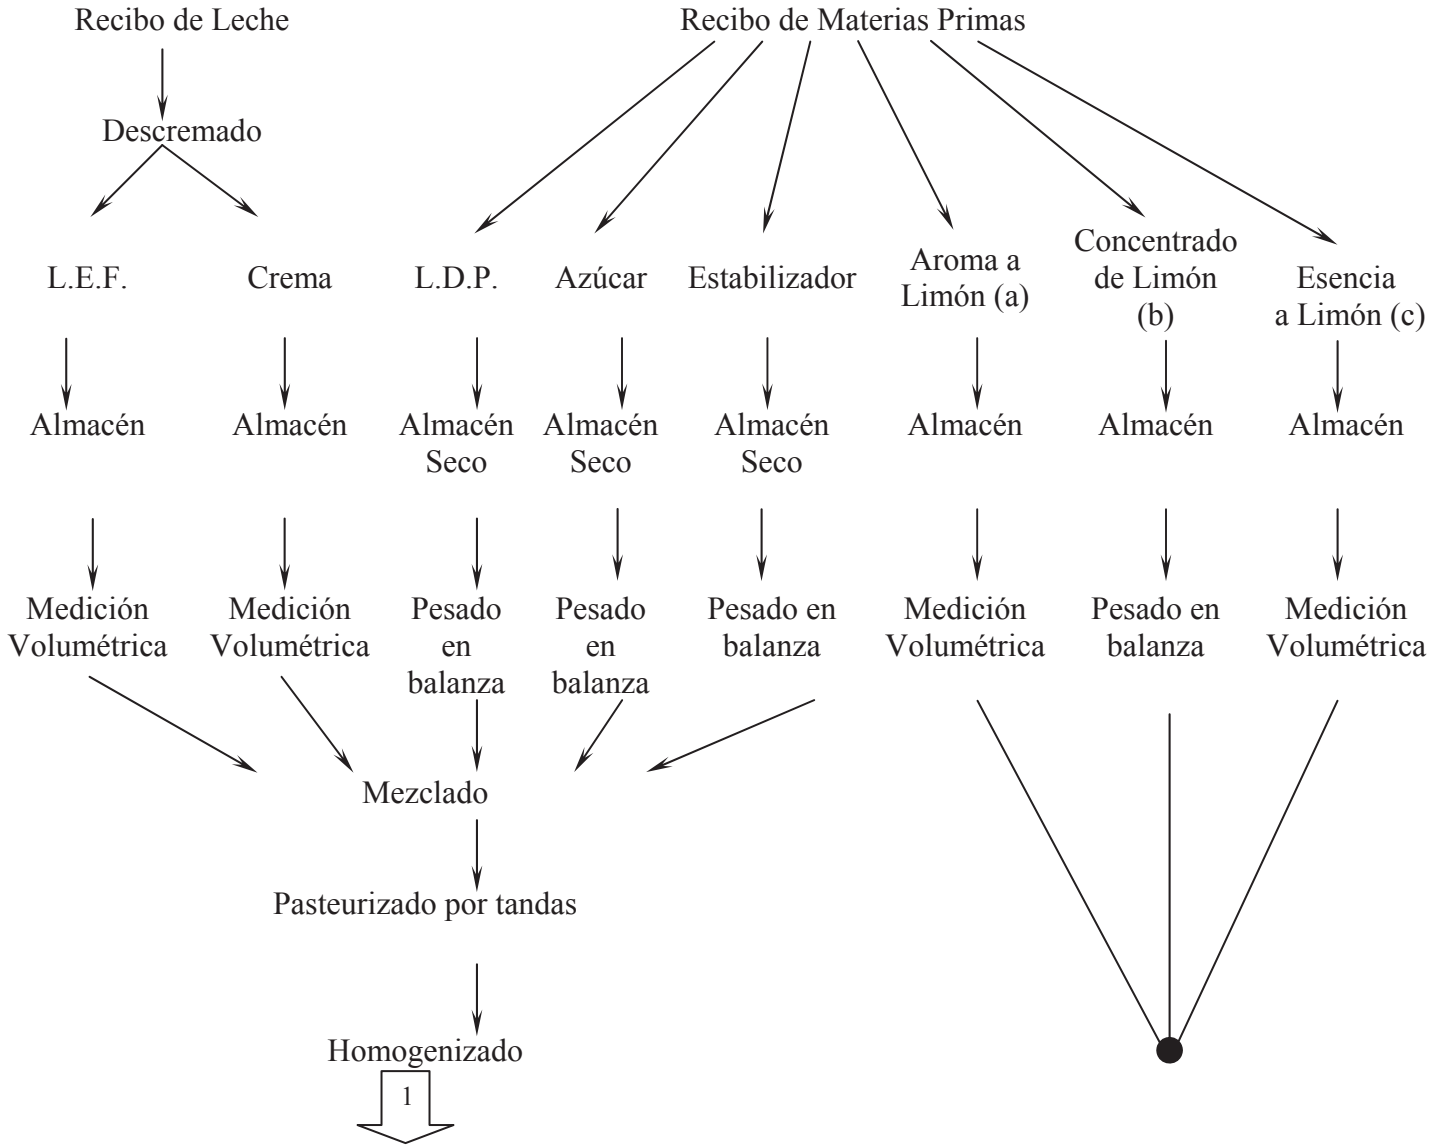 Recibo de Leche
Recibo de Materias Primas
Descremado
L.E.F.
Crema
L.D.P.
Azúcar
Estabilizador
Aroma a
Limón (a)
Concentrado
de Limón
(b)
Esencia
a Limón (c)
Almacén
Almacén
Almacén
Seco
Almacén
Seco
Almacén
Seco
Almacén
Almacén
Almacén
Medición
Volumétrica
Medición
Volumétrica
Pesado
en
balanza
Pesado
en
balanza
Pesado en
balanza
Medición
Volumétrica
Pesado en
balanza
Medición
Volumétrica
Mezclado
Pasteurizado por tandas
Homogenizado
1